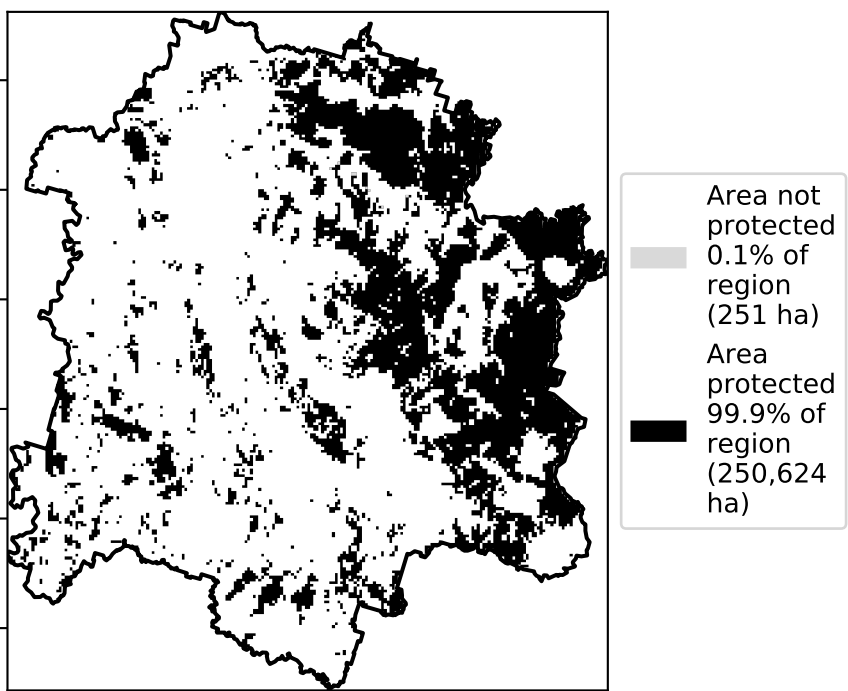 Area not
protected
0.1% of
region
(251 ha)
Area
protected
99.9% of
region
(250,624
ha)